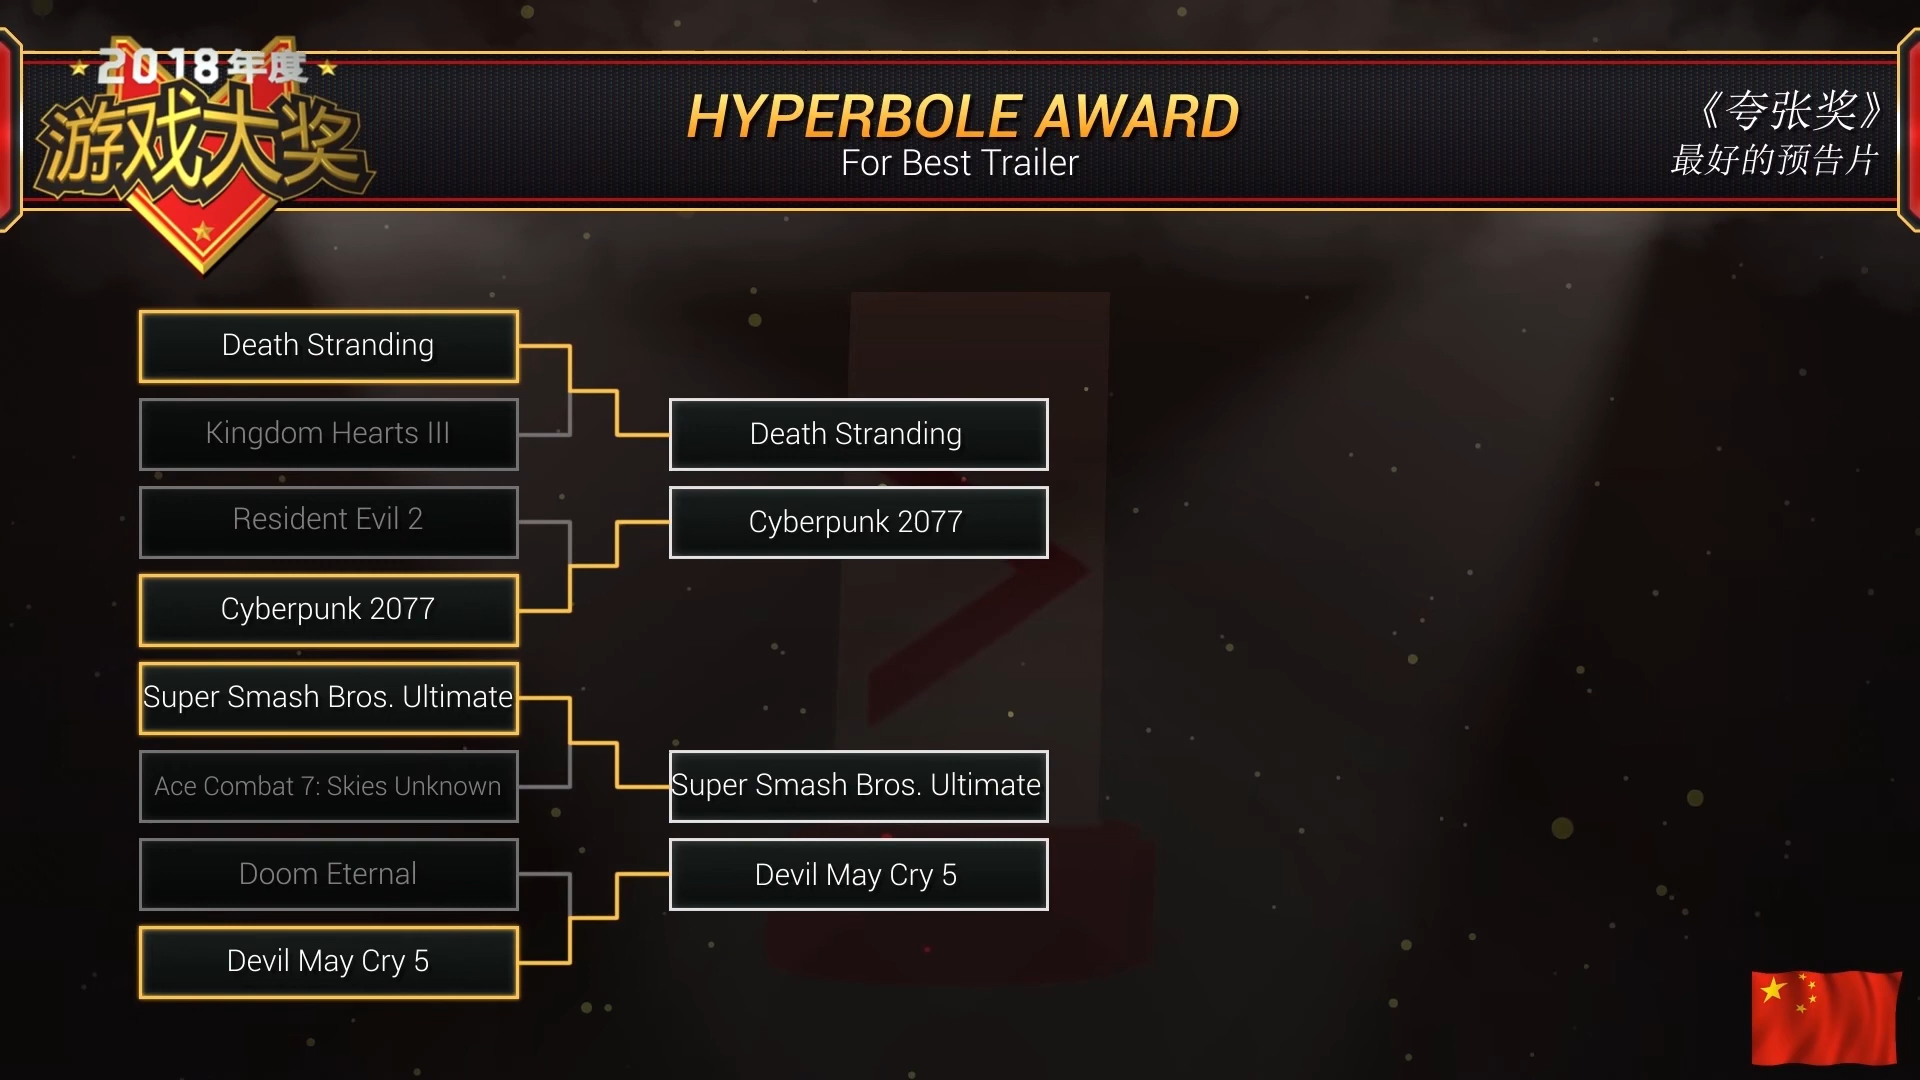 2018年度
游戏大奖
HYPERBOLE AWARD
For Best Trailer
《夸张奖》
最好的预告片
Death Stranding
Kingdom Hearts III
Resident Evil 2
Cyberpunk 2077
Super Smash Bros. Ultimate
Ace Combat 7: Skies Unknown
Doom Eternal
Devil May Cry 5
Death Stranding
Cyberpunk 2077
Super Smash Bros. Ultimate
Devil May Cry 5